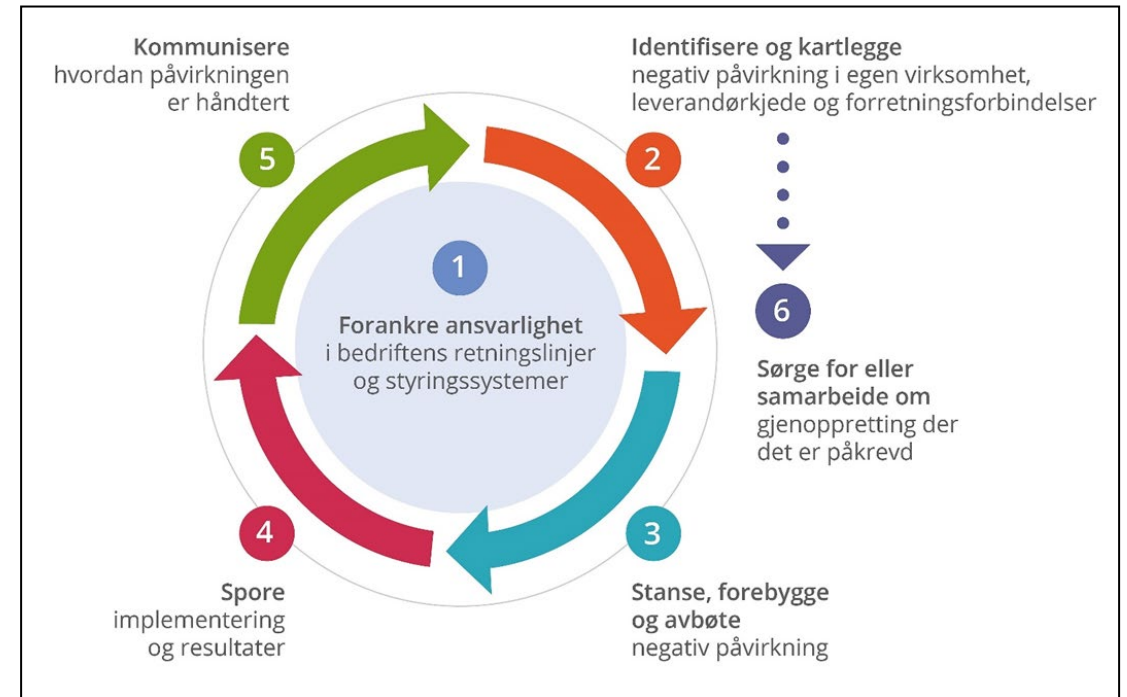 Kommunisere
hvordan påvirkningen
er håndtert
5
Identifisere og kartlegge
negativ påvirkning i egen virksomhet,
leverandørkjede og forretningsforbindelser
2
1
Forankre ansvarlighet
i bedriftens retningslinjer
og styringssystemer
6
Sørge for eller
samarbeide om
gjenoppretting der
det er påkrevd
4
Spore
implementering
og resultater
3
Stanse, forebygge
og avbøte
negativ påvirkning